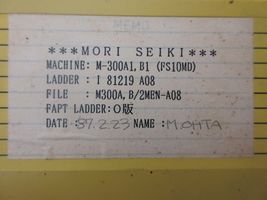 MEMO
***MORI SEIKI***
MACHINE: M-300A1,B1 (FS10MD)
LADDER : I 81219 A08
FILE : M300A,B/2MEN-A08
FAPT LADDER:O版
DATE : 87.2.23 NAME : M.OHTA